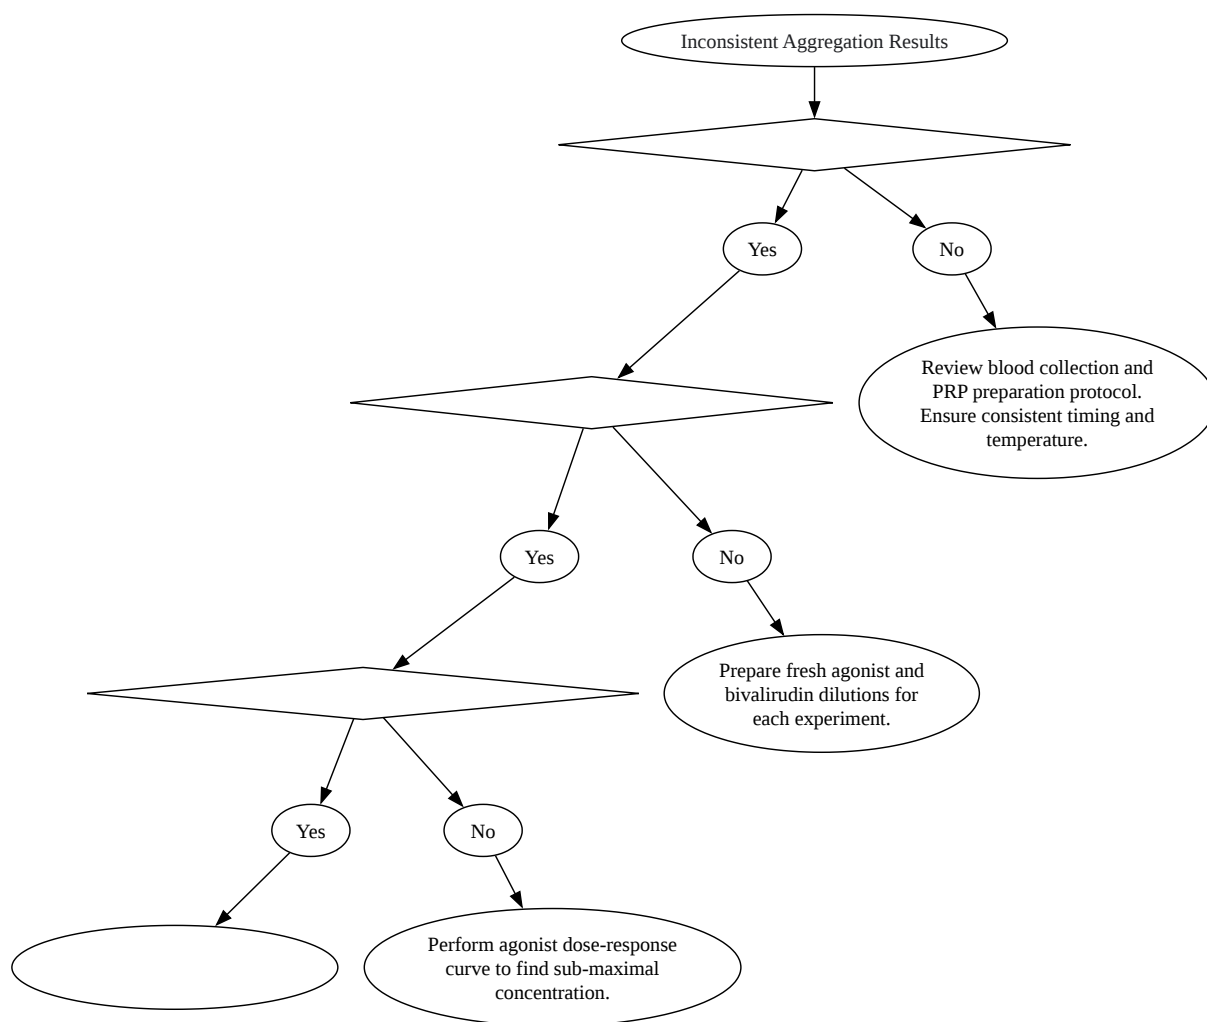 Inconsistent Aggregation Results
Yes
No
Review blood collection and
PRP preparation protocol.
Ensure consistent timing and
temperature.
Yes
No
Prepare fresh agonist and
bivalirudin dilutions for
each experiment.
Yes
No
Perform agonist dose-response
curve to find sub-maximal
concentration.